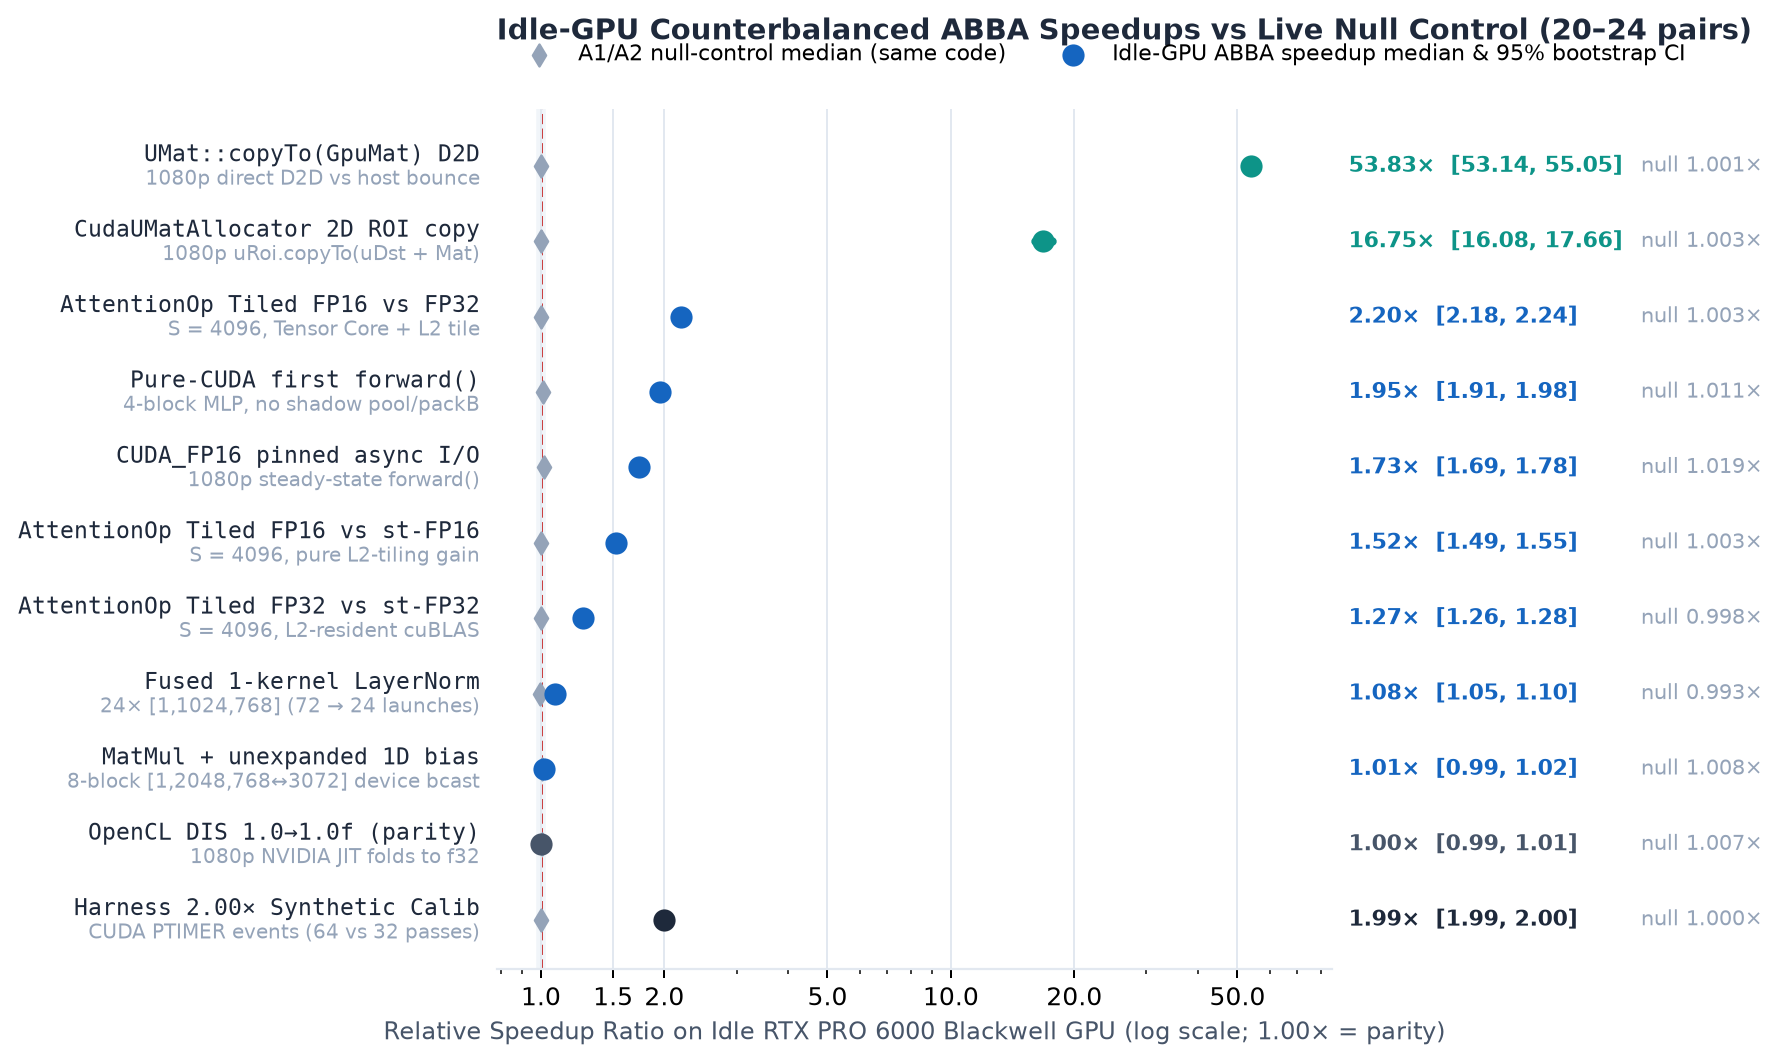 Idle-GPU Counterbalanced ABBA Speedups vs Live Null Control (20–24 pairs)
A1/A2 null-control median (same code) Idle-GPU ABBA speedup median & 95% bootstrap CI
UMat::copyTo(GpuMat) D2D
1080p direct D2D vs host bounce
53.83× [53.14, 55.05] null 1.001×
CudaUMatAllocator 2D ROI copy
1080p uRoi.copyTo(uDst + Mat)
16.75× [16.08, 17.66] null 1.003×
AttentionOp Tiled FP16 vs FP32
S = 4096, Tensor Core + L2 tile
2.20× [2.18, 2.24] null 1.003×
Pure-CUDA first forward()
4-block MLP, no shadow pool/packB
1.95× [1.91, 1.98] null 1.011×
CUDA_FP16 pinned async I/O
1080p steady-state forward()
1.73× [1.69, 1.78] null 1.019×
AttentionOp Tiled FP16 vs st-FP16
S = 4096, pure L2-tiling gain
1.52× [1.49, 1.55] null 1.003×
AttentionOp Tiled FP32 vs st-FP32
S = 4096, L2-resident cuBLAS
1.27× [1.26, 1.28] null 0.998×
Fused 1-kernel LayerNorm
24× [1,1024,768] (72 → 24 launches)
1.08× [1.05, 1.10] null 0.993×
MatMul + unexpanded 1D bias
8-block [1,2048,768↔3072] device bcast
1.01× [0.99, 1.02] null 1.008×
OpenCL DIS 1.0→1.0f (parity)
1080p NVIDIA JIT folds to f32
1.00× [0.99, 1.01] null 1.007×
Harness 2.00× Synthetic Calib
CUDA PTIMER events (64 vs 32 passes)
1.99× [1.99, 2.00] null 1.000×
1.0 1.5 2.0 5.0 10.0 20.0 50.0
Relative Speedup Ratio on Idle RTX PRO 6000 Blackwell GPU (log scale; 1.00× = parity)